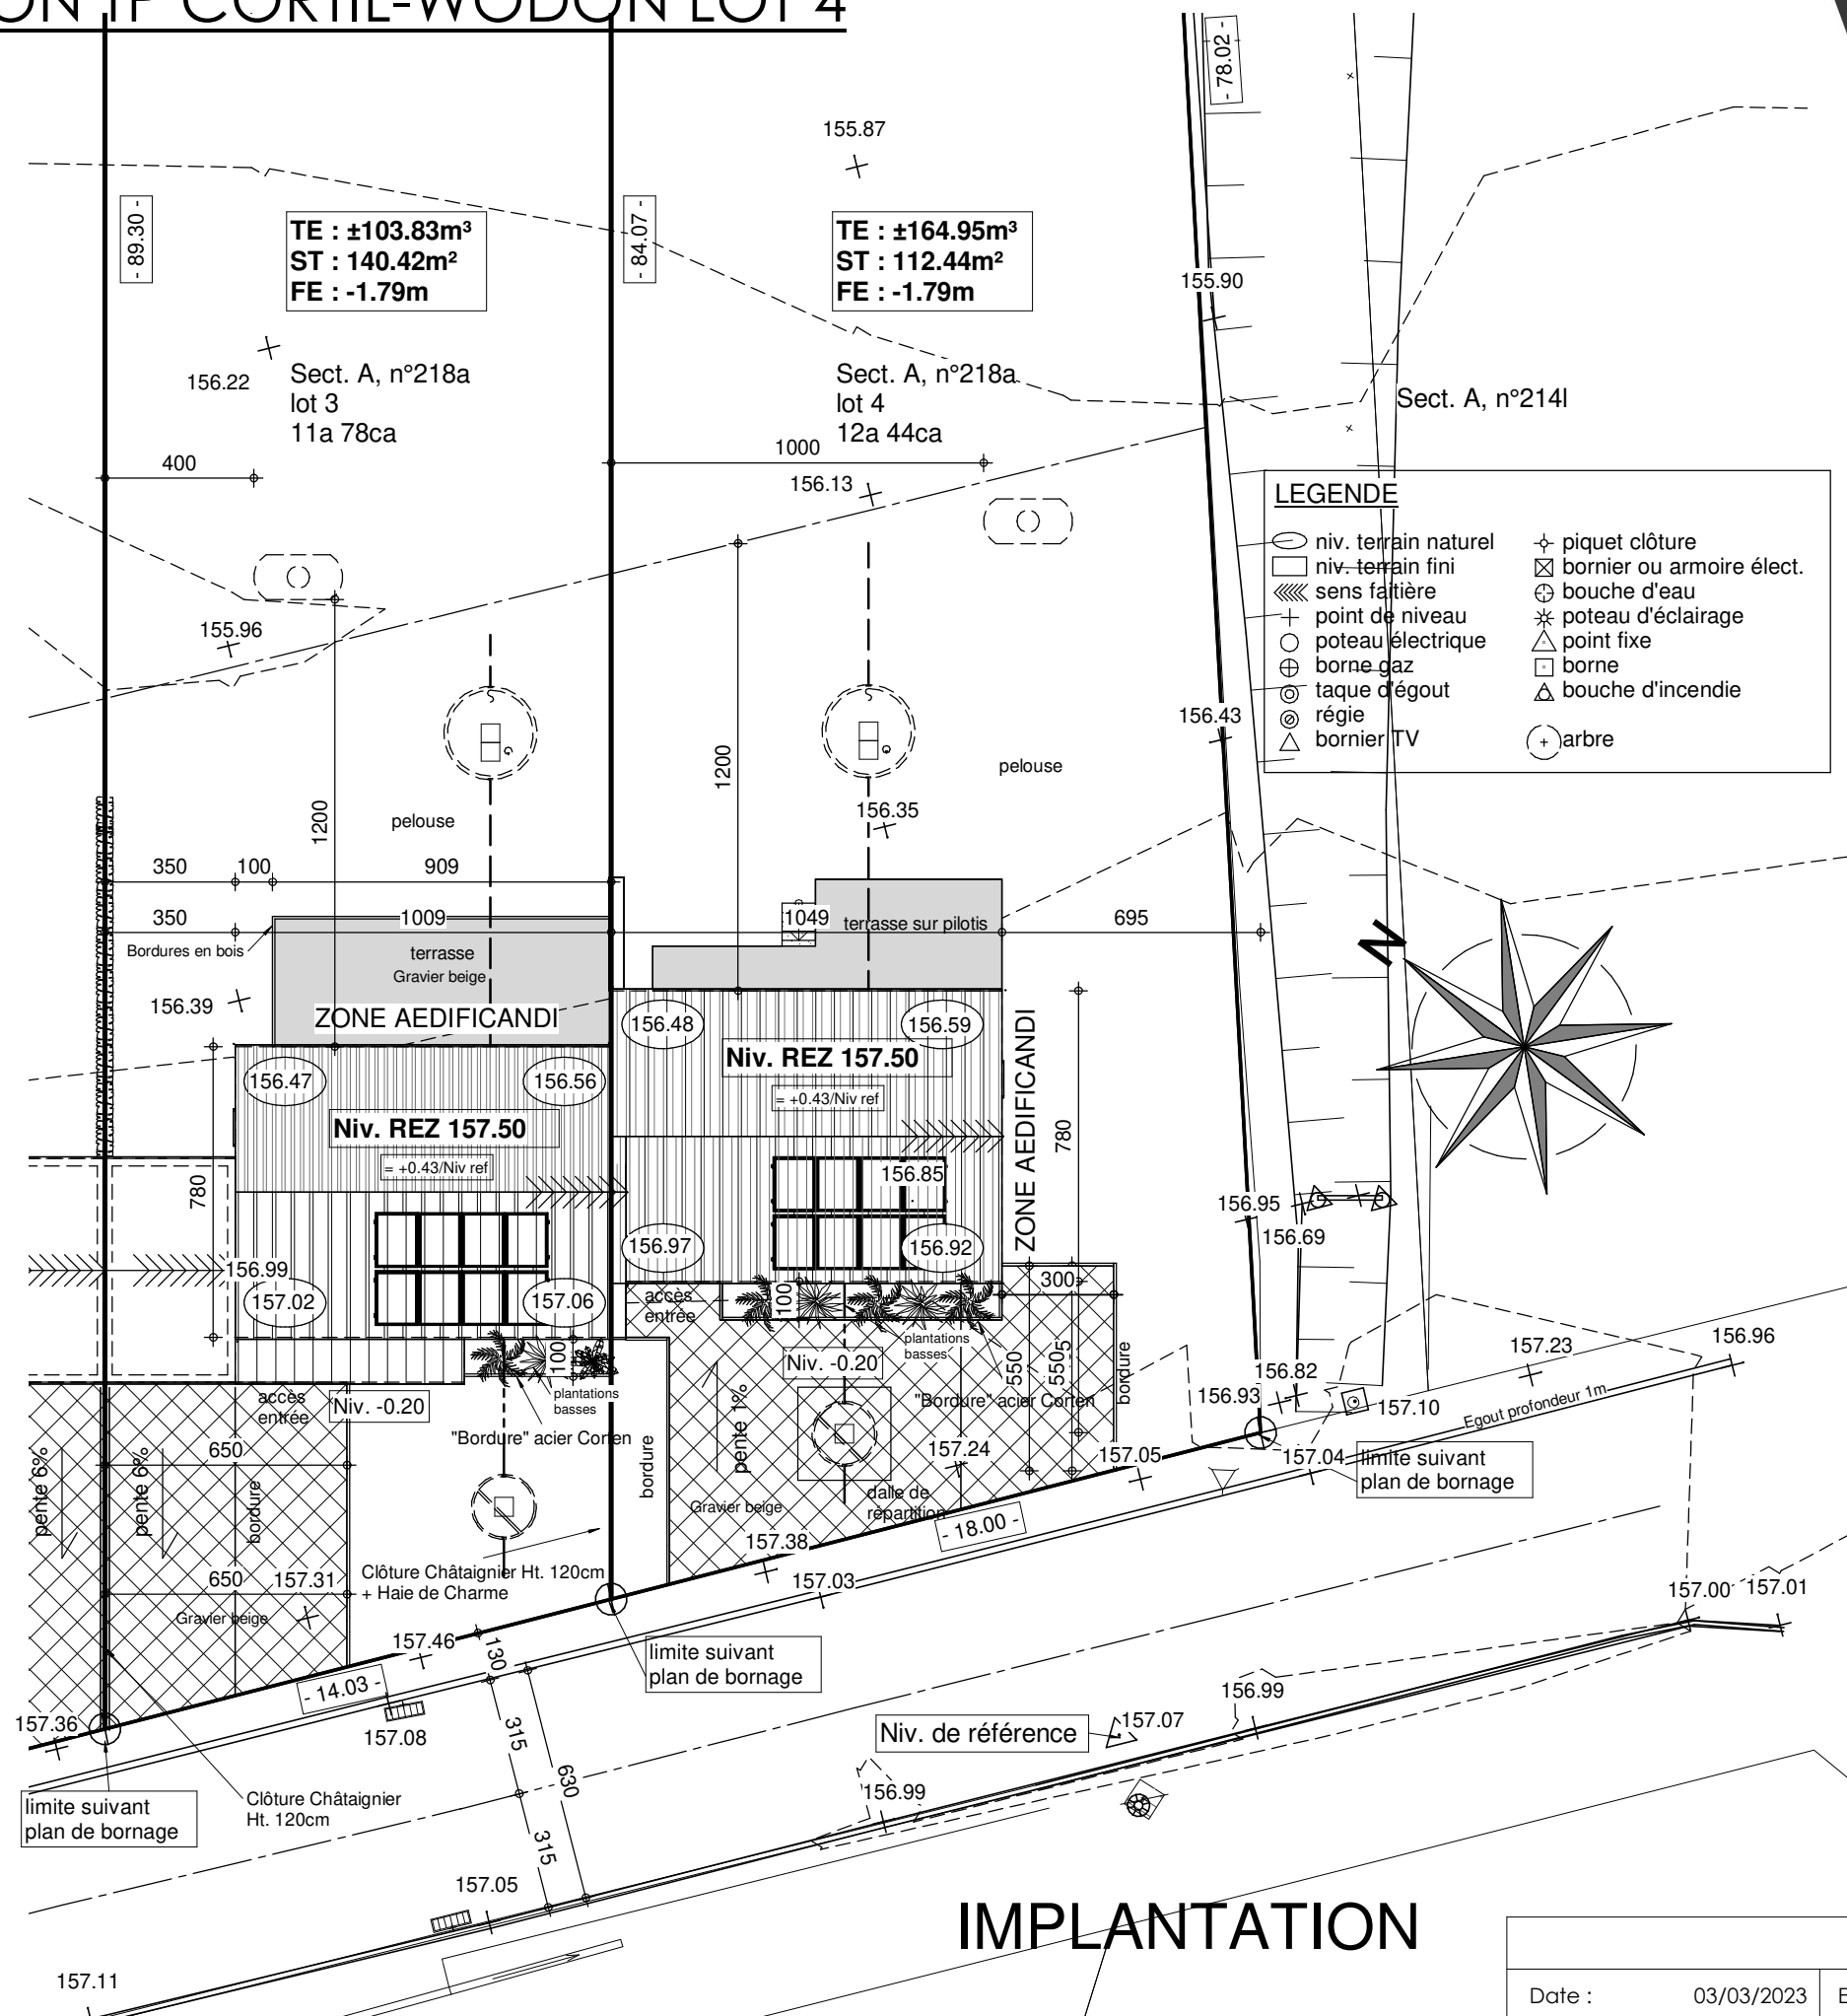 ON 1P CORTIL-WODON LOT 4
- 78.02 -
155.87
- 89.30 -
TE : ±103.83m³
ST : 140.42m²
FE : -1.79m
- 84.07 -
TE : ±164.95m³
ST : 112.44m²
FE : -1.79m
155.90
156.22
Sect. A, n°218a
lot 3
11a 78ca
Sect. A, n°218a
lot 4
12a 44ca
Sect. A, n°214l
400
1000
156.13
LEGENDE
niv. terrain naturel
niv. terrain fini
sens faîtière
point de niveau
poteau électrique
borne gaz
taque d'égout
régie
bornier TV
piquet clôture
bornier ou armoire élect.
bouche d'eau
poteau d'éclairage
point fixe
borne
bouche d'incendie
arbre
155.96
156.43
1200
1200
pelouse
pelouse
156.35
350
100
909
350
1009
1049
695
Bordures en bois
terrasse
Gravier beige
terrasse sur pilotis
N
156.39
ZONE AEDIFICANDI
ZONE AEDIFICANDI
156.48
156.59
Niv. REZ 157.50
= +0.43/Niv ref
156.47
156.56
Niv. REZ 157.50
= +0.43/Niv ref
780
780
156.85
156.95
156.69
156.97
156.92
156.99
157.02
157.06
300
100
100
accès
entrée
plantations
basses
Niv. -0.20
550
550
5
bordure
"Bordure" acier Corten
157.23
156.96
156.82
156.93
157.10
Egout profondeur 1m
accès
entrée
Niv. -0.20
plantations
basses
"Bordure" acier Corten
bordure
pente 1%
157.24
157.05
157.04
limite suivant
plan de bornage
650
pente 6%
pente 6%
bordure
Gravier beige
dalle de
répartition
- 18.00 -
157.38
Clôture Châtaignier Ht. 120cm
+ Haie de Charme
650
157.31
157.03
Gravier beige
157.00
157.01
157.46
130
limite suivant
plan de bornage
- 14.03 -
156.99
157.36
157.08
315
630
Niv. de référence
157.07
Clôture Châtaignier
Ht. 120cm
156.99
limite suivant
plan de bornage
315
157.05
IMPLANTATION
157.11
Date :
03/03/2023